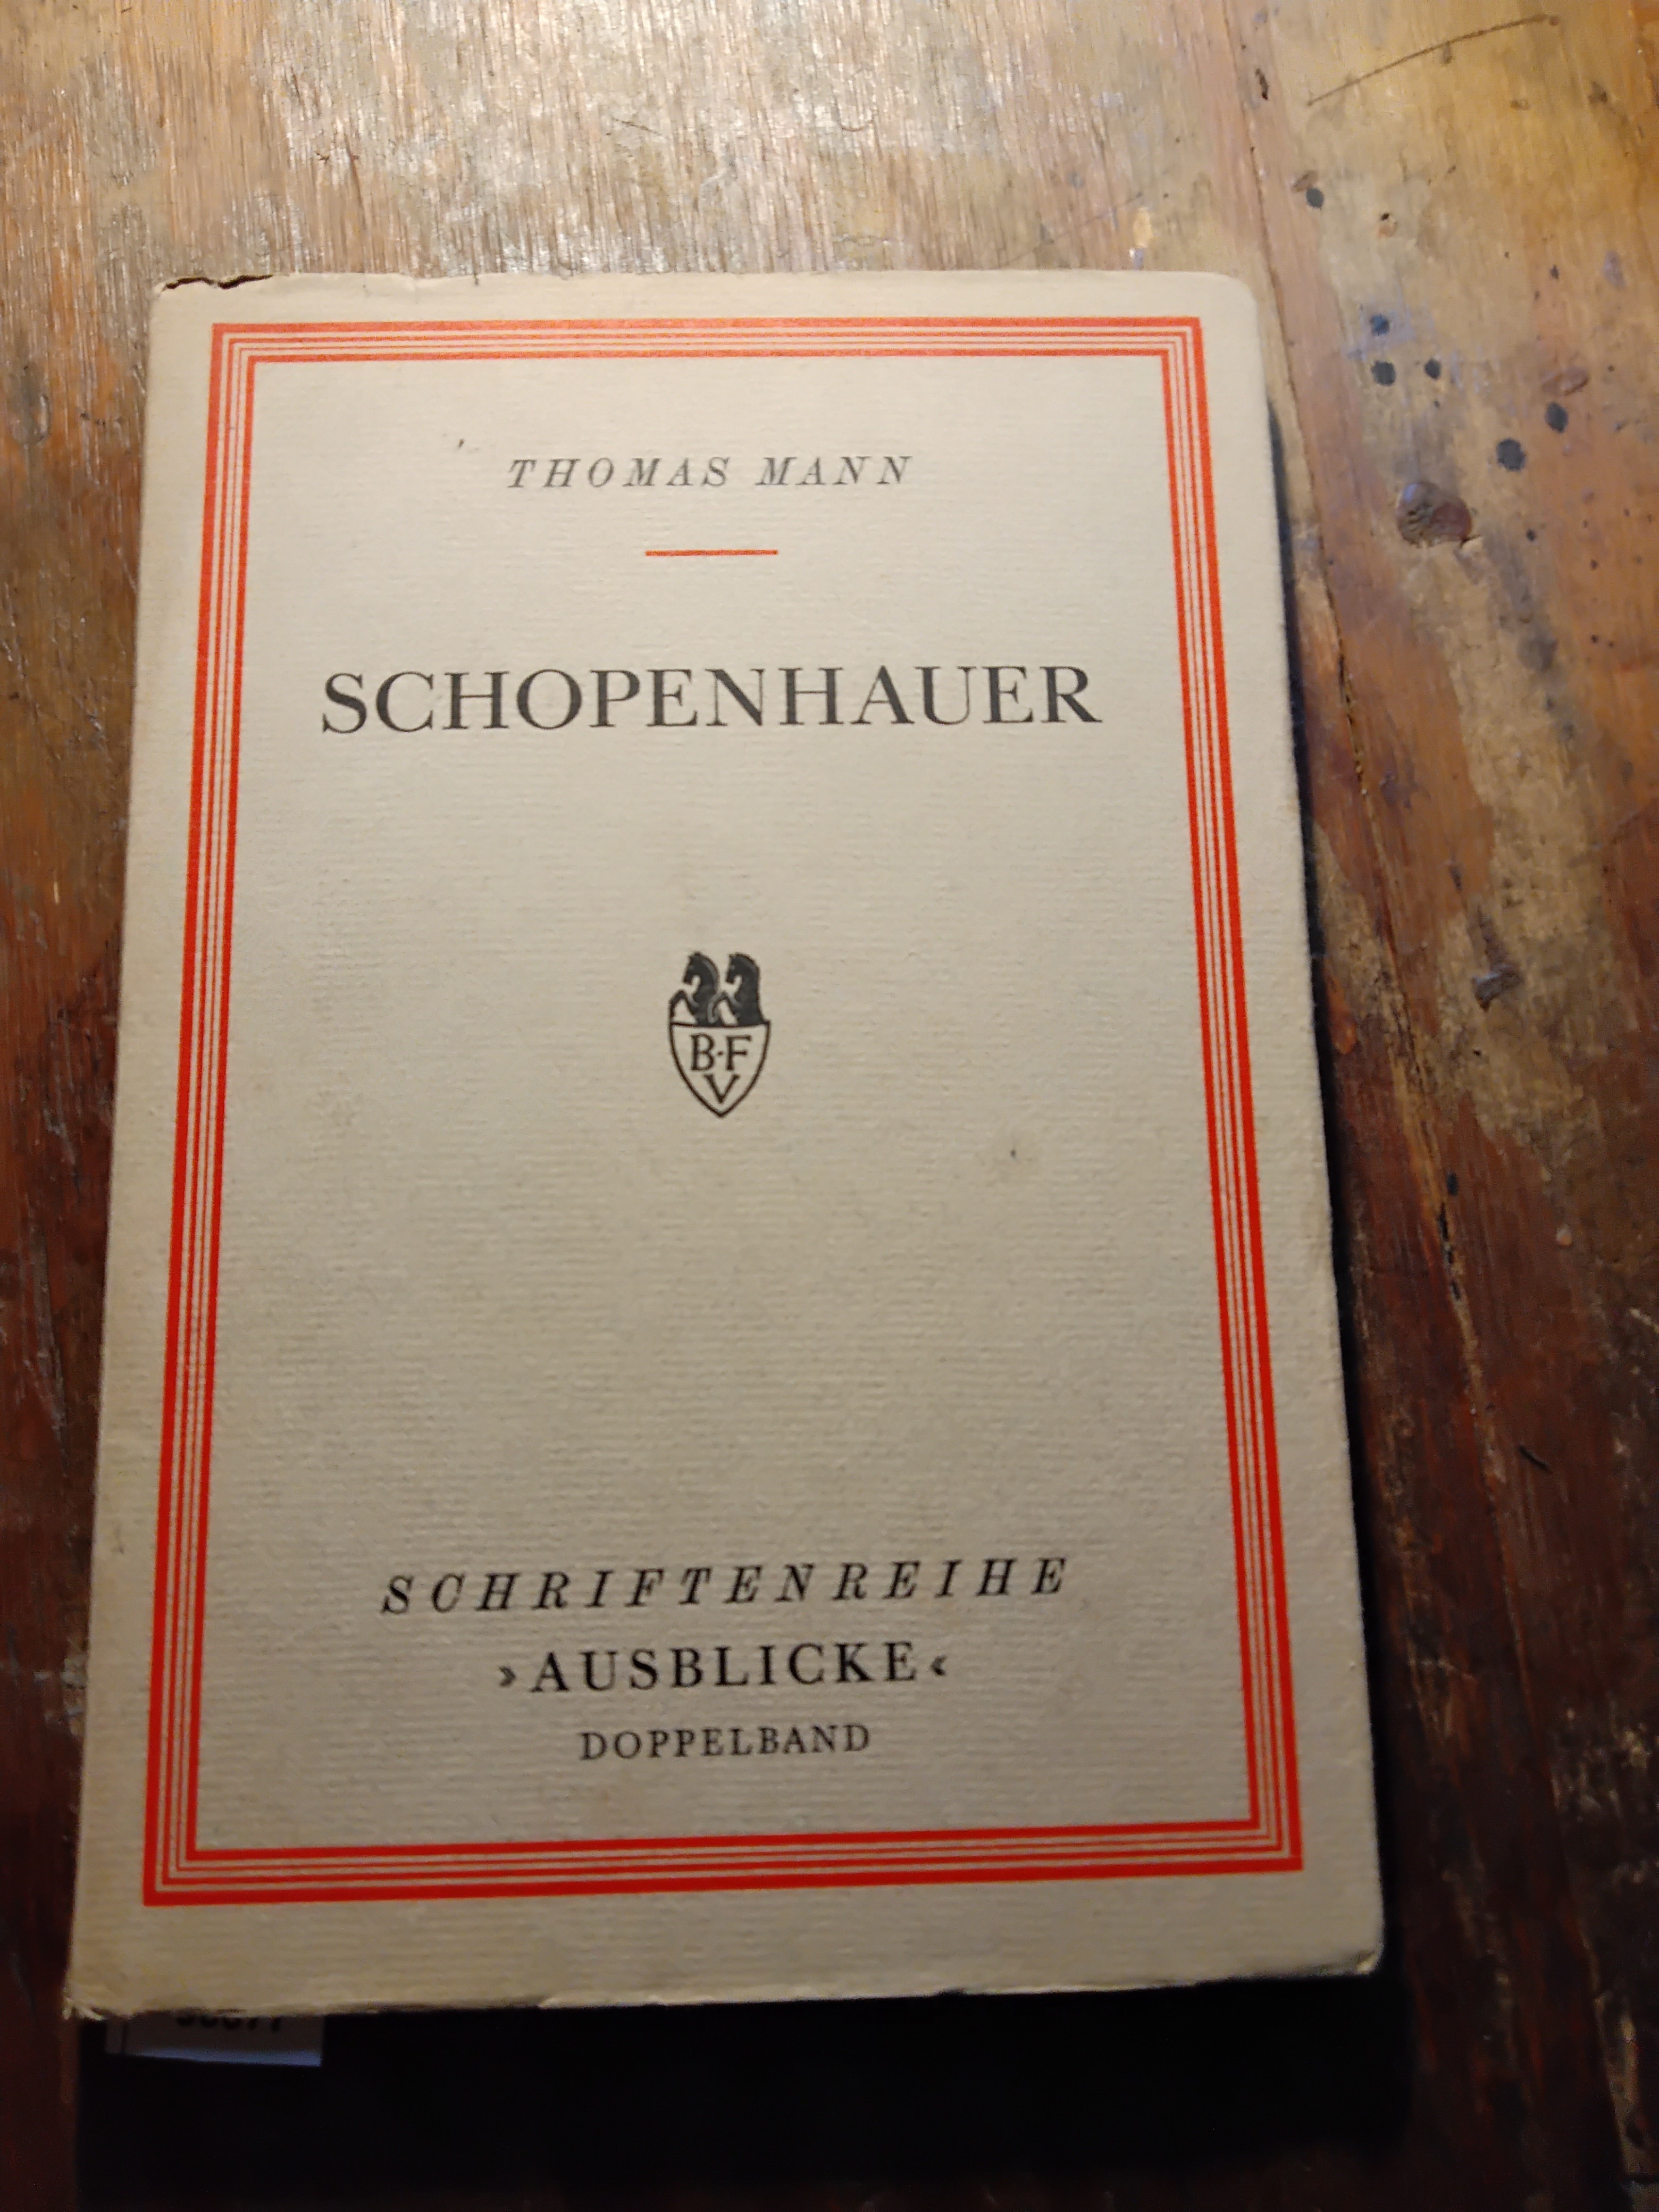 THOMAS MANN
SCHOPENHAUER
B·F
V
SCHRIFTENREIHE
›AUSBLICKE‹
DOPPELBAND